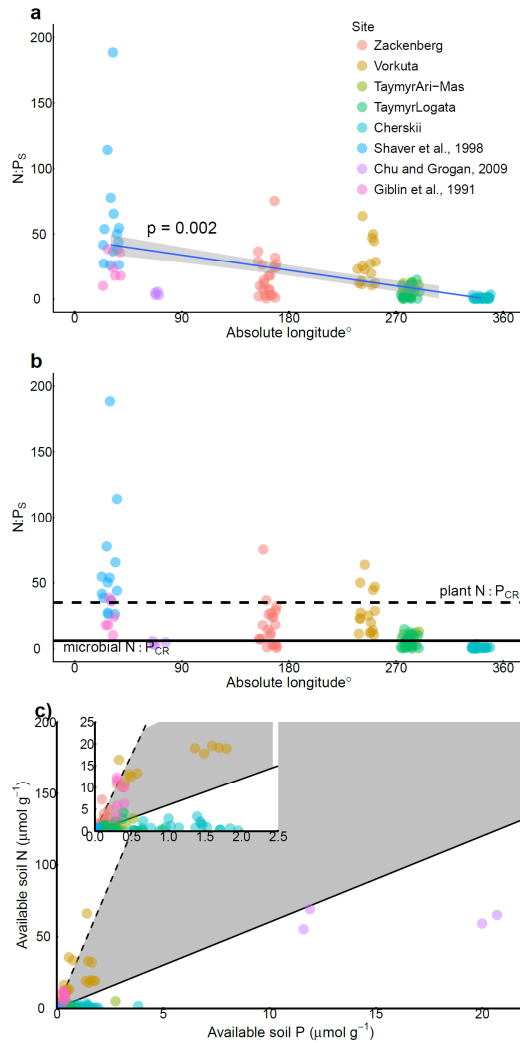 a
Site
Zackenberg
Vorkuta
TaymyrAri−Mas
TaymyrLogata
Cherskii
Shaver et al., 1998
Chu and Grogan, 2009
Giblin et al., 1991
200
150
100
50
0
N:PS
p = 0.002
0 90 180 270 360
Absolute longitude°
b
200
150
100
50
0
N:PS
plant N : PCR
microbial N : PCR
0 90 180 270 360
Absolute longitude°
c)
200
150
100
50
0
Available soil N (μmol g−1)
25
20
15
10
5
0
0.0 0.5 1.0 1.5 2.0 2.5
0 5 10 15 20
Available soil P (μmol g−1)